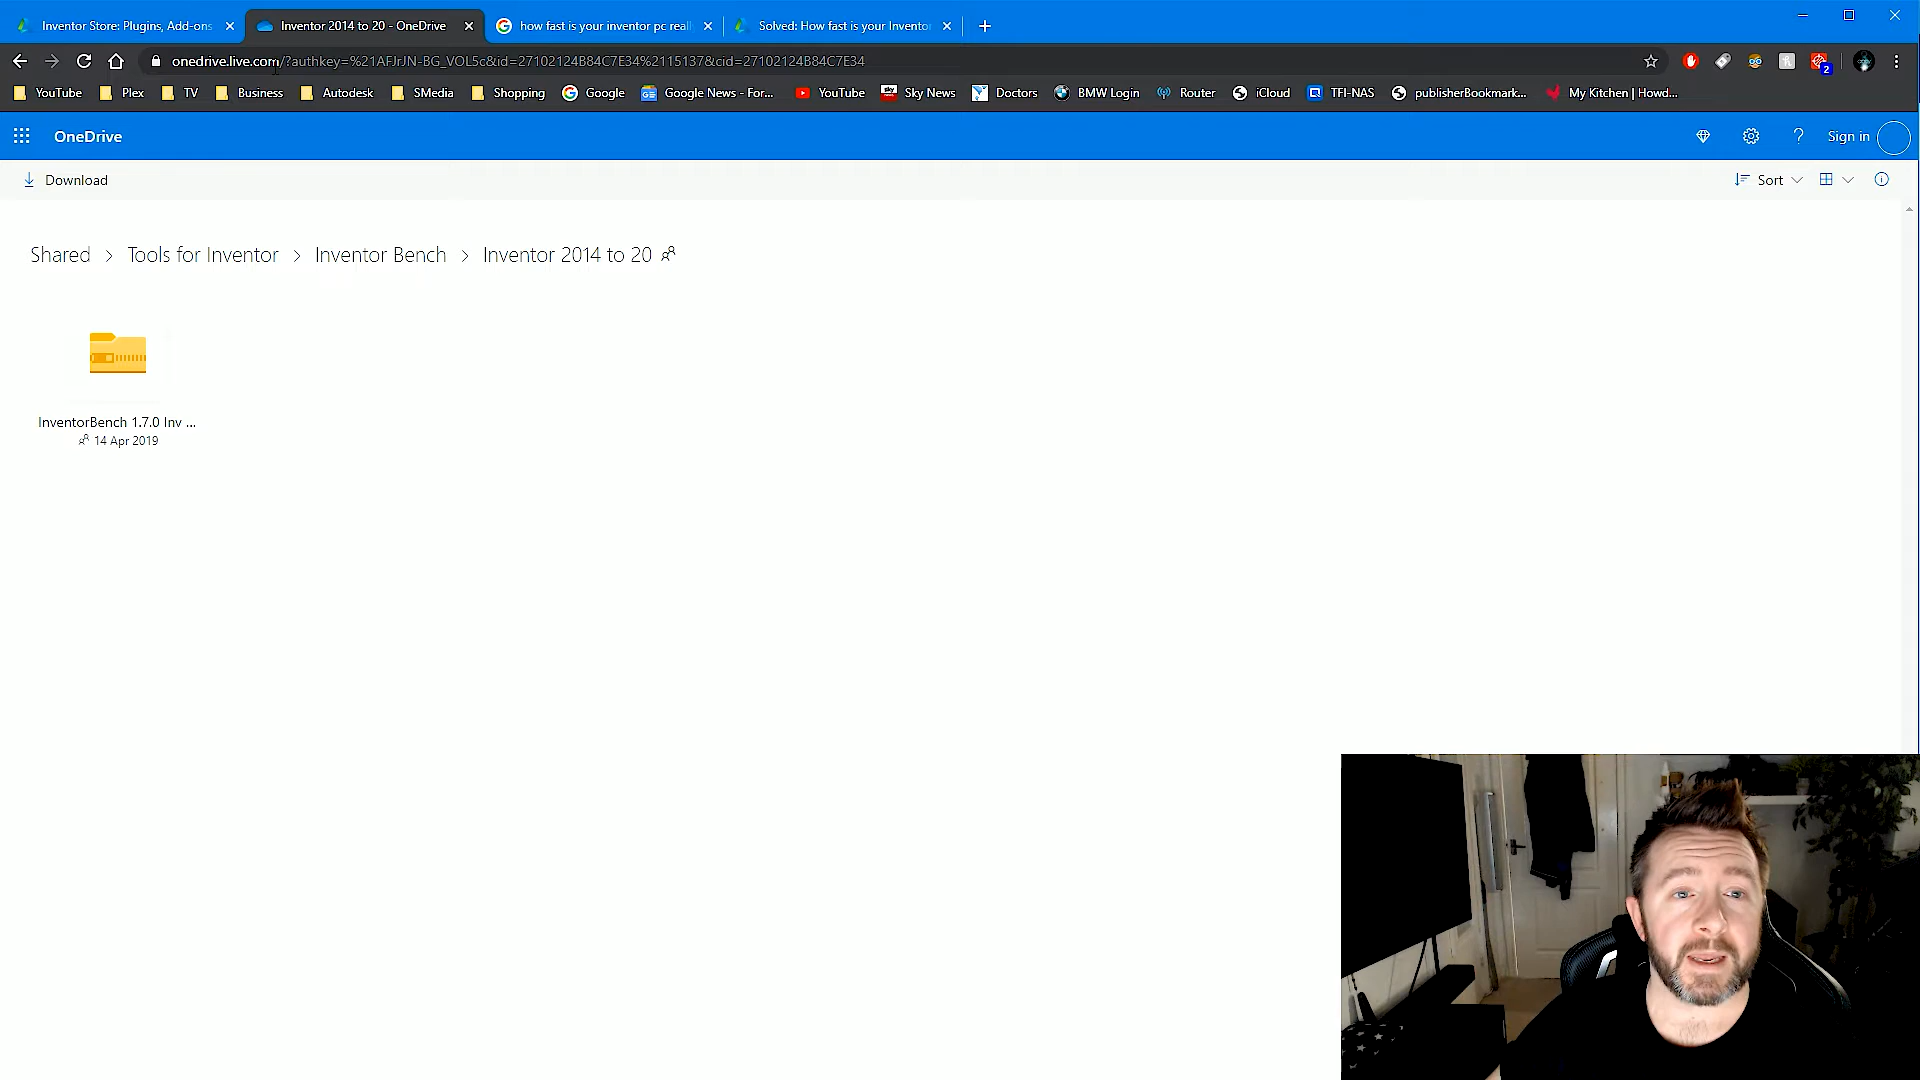 Inventor Store: Plugins, Add-ons
Inventor 2014 to 20 - OneDrive
how fast is your inventor pc reall
Solved: How fast is your Inventor
onedrive.live.com/?authkey=%21AFJrJN-BG_VOL5c&id=27102124B84C7E34%2115137&cid=27102124B84C7E34
2
YouTube
Plex
TV
Business
Autodesk
SMedia
Shopping
Google
Google News - For...
YouTube
Sky News
Doctors
BMW Login
Router
iCloud
TFI-NAS
publisherBookmark...
My Kitchen | Howd...
OneDrive
?
Sign in
Download
Sort
Shared > Tools for Inventor > Inventor Bench > Inventor 2014 to 20
InventorBench 1.7.0 Inv ...
14 Apr 2019